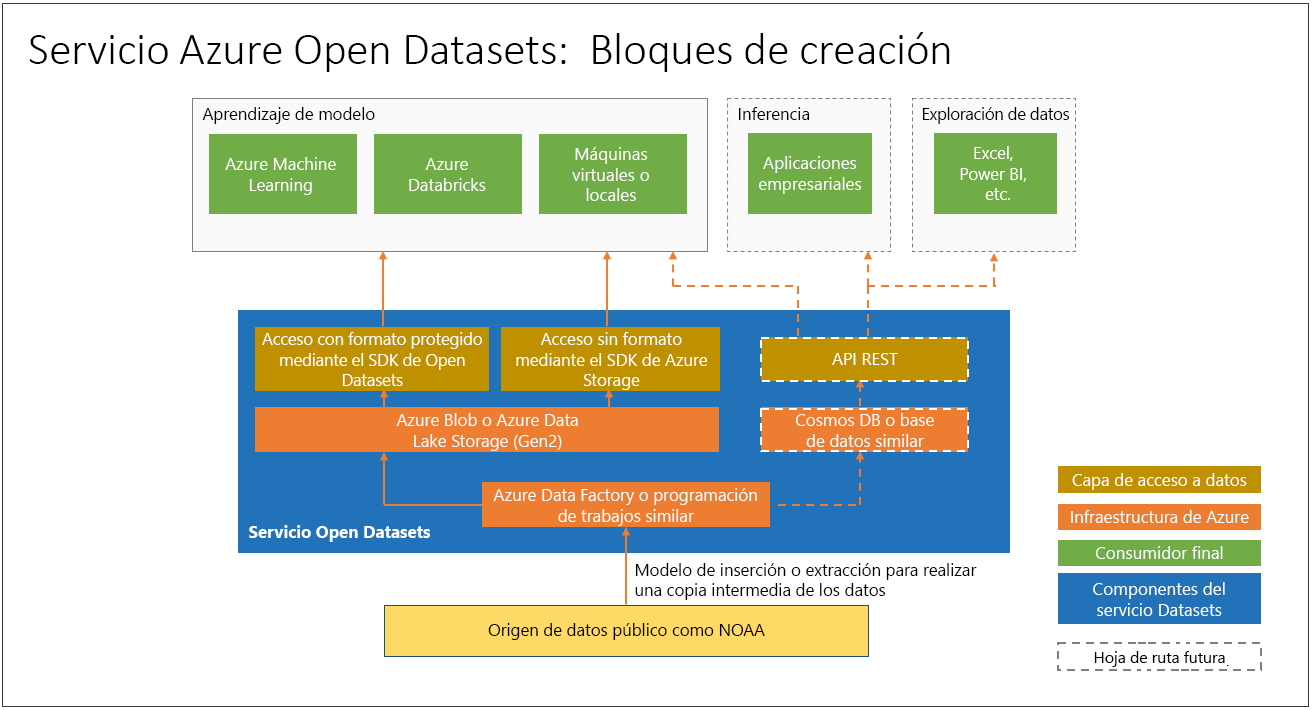 Servicio Azure Open Datasets:  Bloques de creación
Aprendizaje de modelo
Azure Machine
Learning
Azure
Databricks
Máquinas
virtuales o
locales
Inferencia
Aplicaciones
empresariales
Exploración de datos
Excel,
Power BI,
etc.
Acceso con formato protegido
mediante el SDK de Open
Datasets
Acceso sin formato
mediante el SDK de Azure
Storage
API REST
Azure Blob o Azure Data
Lake Storage (Gen2)
Cosmos DB o base
de datos similar
Azure Data Factory o programación
de trabajos similar
Servicio Open Datasets
Modelo de inserción o extracción para realizar
una copia intermedia de los datos
Origen de datos público como NOAA
Capa de acceso a datos
Infraestructura de Azure
Consumidor final
Componentes del
servicio Datasets
Hoja de ruta futura